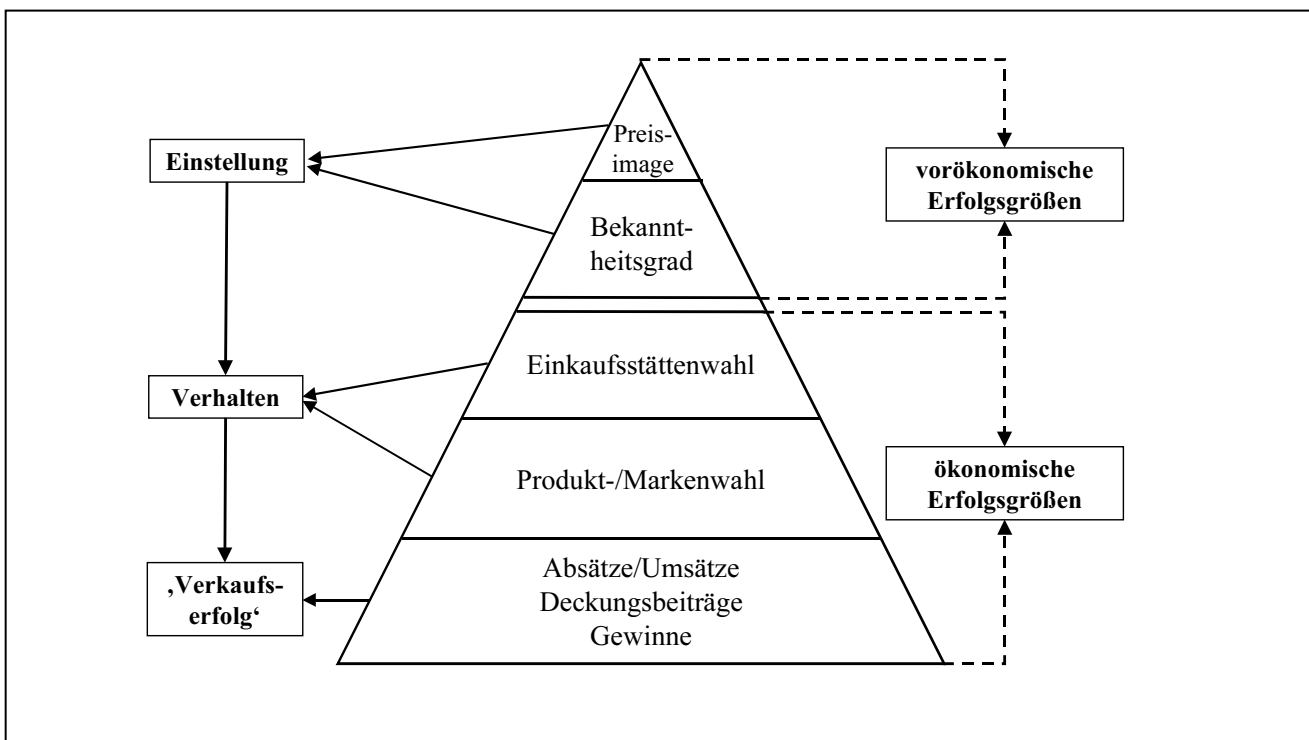 Preis-
image
Einstellung
vorökonomische
Erfolgsgrößen
Bekannt-
heitsgrad
Einkaufsstättenwahl
Verhalten
Produkt-/Markenwahl
ökonomische
Erfolgsgrößen
Absätze/Umsätze
Deckungsbeiträge
Gewinne
‚Verkaufs-
erfolg‘